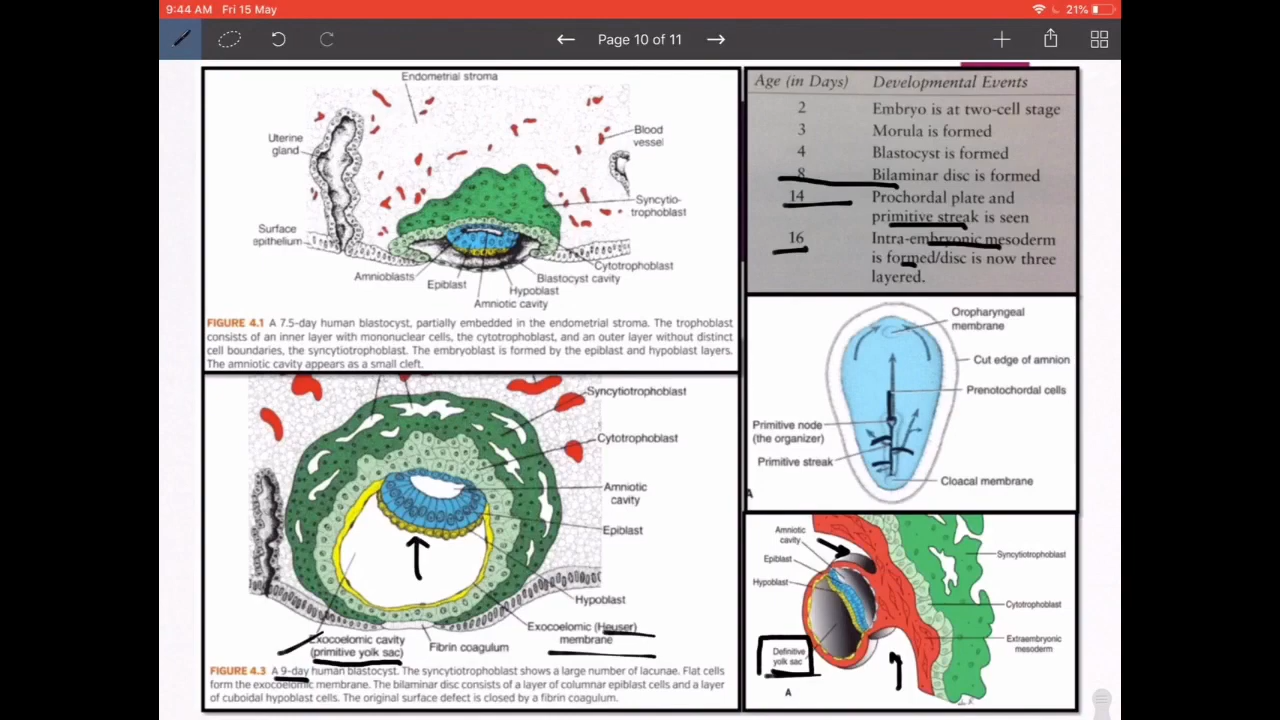 9:44 AM Fri 15 May
21%
Page 10 of 11
Endometrial stroma
Uterine
gland
Blood
vessel
Syncytio-
trophoblast
Surface
epithelium
Cytotrophoblast
Amnioblasts
Blastocyst cavity
Epiblast
Hypoblast
Amniotic cavity
FIGURE 4.1 A 7.5-day human blastocyst, partially embedded in the endometrial stroma. The trophoblast
consists of an inner layer with mononuclear cells, the cytotrophoblast, and an outer layer without distinct
cell boundaries, the syncytiotrophoblast. The embryoblast is formed by the epiblast and hypoblast layers.
The amniotic cavity appears as a small cleft.
Syncytiotrophoblast
Cytotrophoblast
Amniotic
cavity
Epiblast
Hypoblast
Exocoelomic (Heuser)
membrane
Exocoelomic cavity
(primitive yolk sac)
Fibrin coagulum
FIGURE 4.3 A 9-day human blastocyst. The syncytiotrophoblast shows a large number of lacunae. Flat cells
form the exocoelomic membrane. The bilaminar disc consists of a layer of columnar epiblast cells and a layer
of cuboidal hypoblast cells. The original surface defect is closed by a fibrin coagulum.
Age (in Days) Developmental Events
2 Embryo is at two-cell stage
3 Morula is formed
4 Blastocyst is formed
8 Bilaminar disc is formed
14 Prochordal plate and
primitive streak is seen
16 Intra-embryonic mesoderm
is formed/disc is now three
layered.
Oropharyngeal
membrane
Cut edge of amnion
Prenotochordal cells
Primitive node
(the organizer)
Primitive streak
Cloacal membrane
A
Amniotic
cavity
Epiblast
Hypoblast
Syncytiotrophoblast
Cytotrophoblast
Extraembryonic
mesoderm
Definitive
yolk sac
A